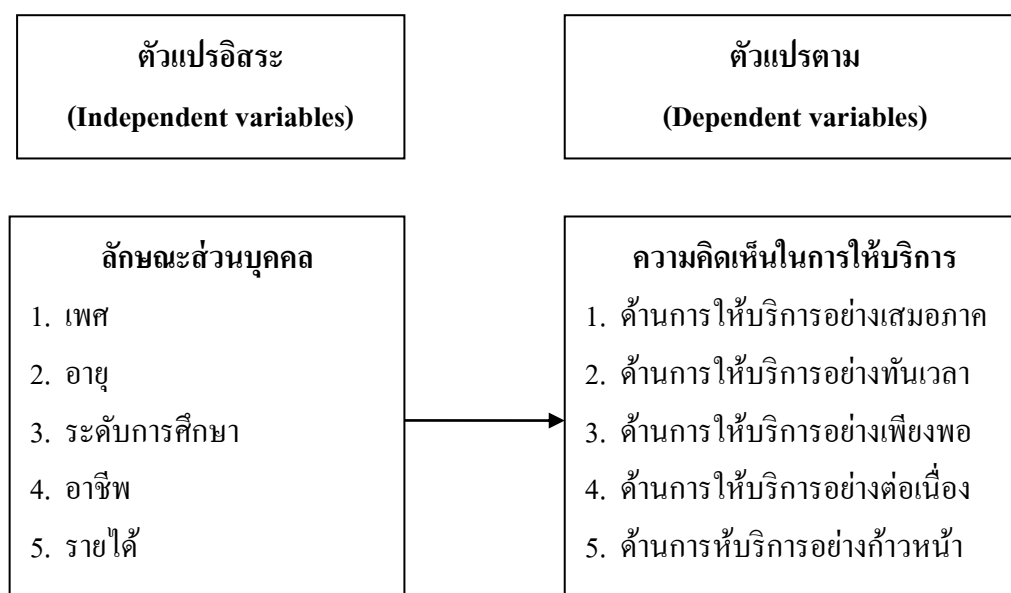 ตัวแปรอิสระ
(Independent variables)
ตัวแปรตาม
(Dependent variables)
ลักษณะส่วนบุคคล
1. เพศ
2. อายุ
3. ระดับการศึกษา
4. อาชีพ
5. รายได้
ความคิดเห็นในการให้บริการ
1. ด้านการให้บริการอย่างเสมอภาค
2. ด้านการให้บริการอย่างทันเวลา
3. ด้านการให้บริการอย่างเพียงพอ
4. ด้านการให้บริการอย่างต่อเนื่อง
5. ด้านการห้บริการอย่างก้าวหน้า